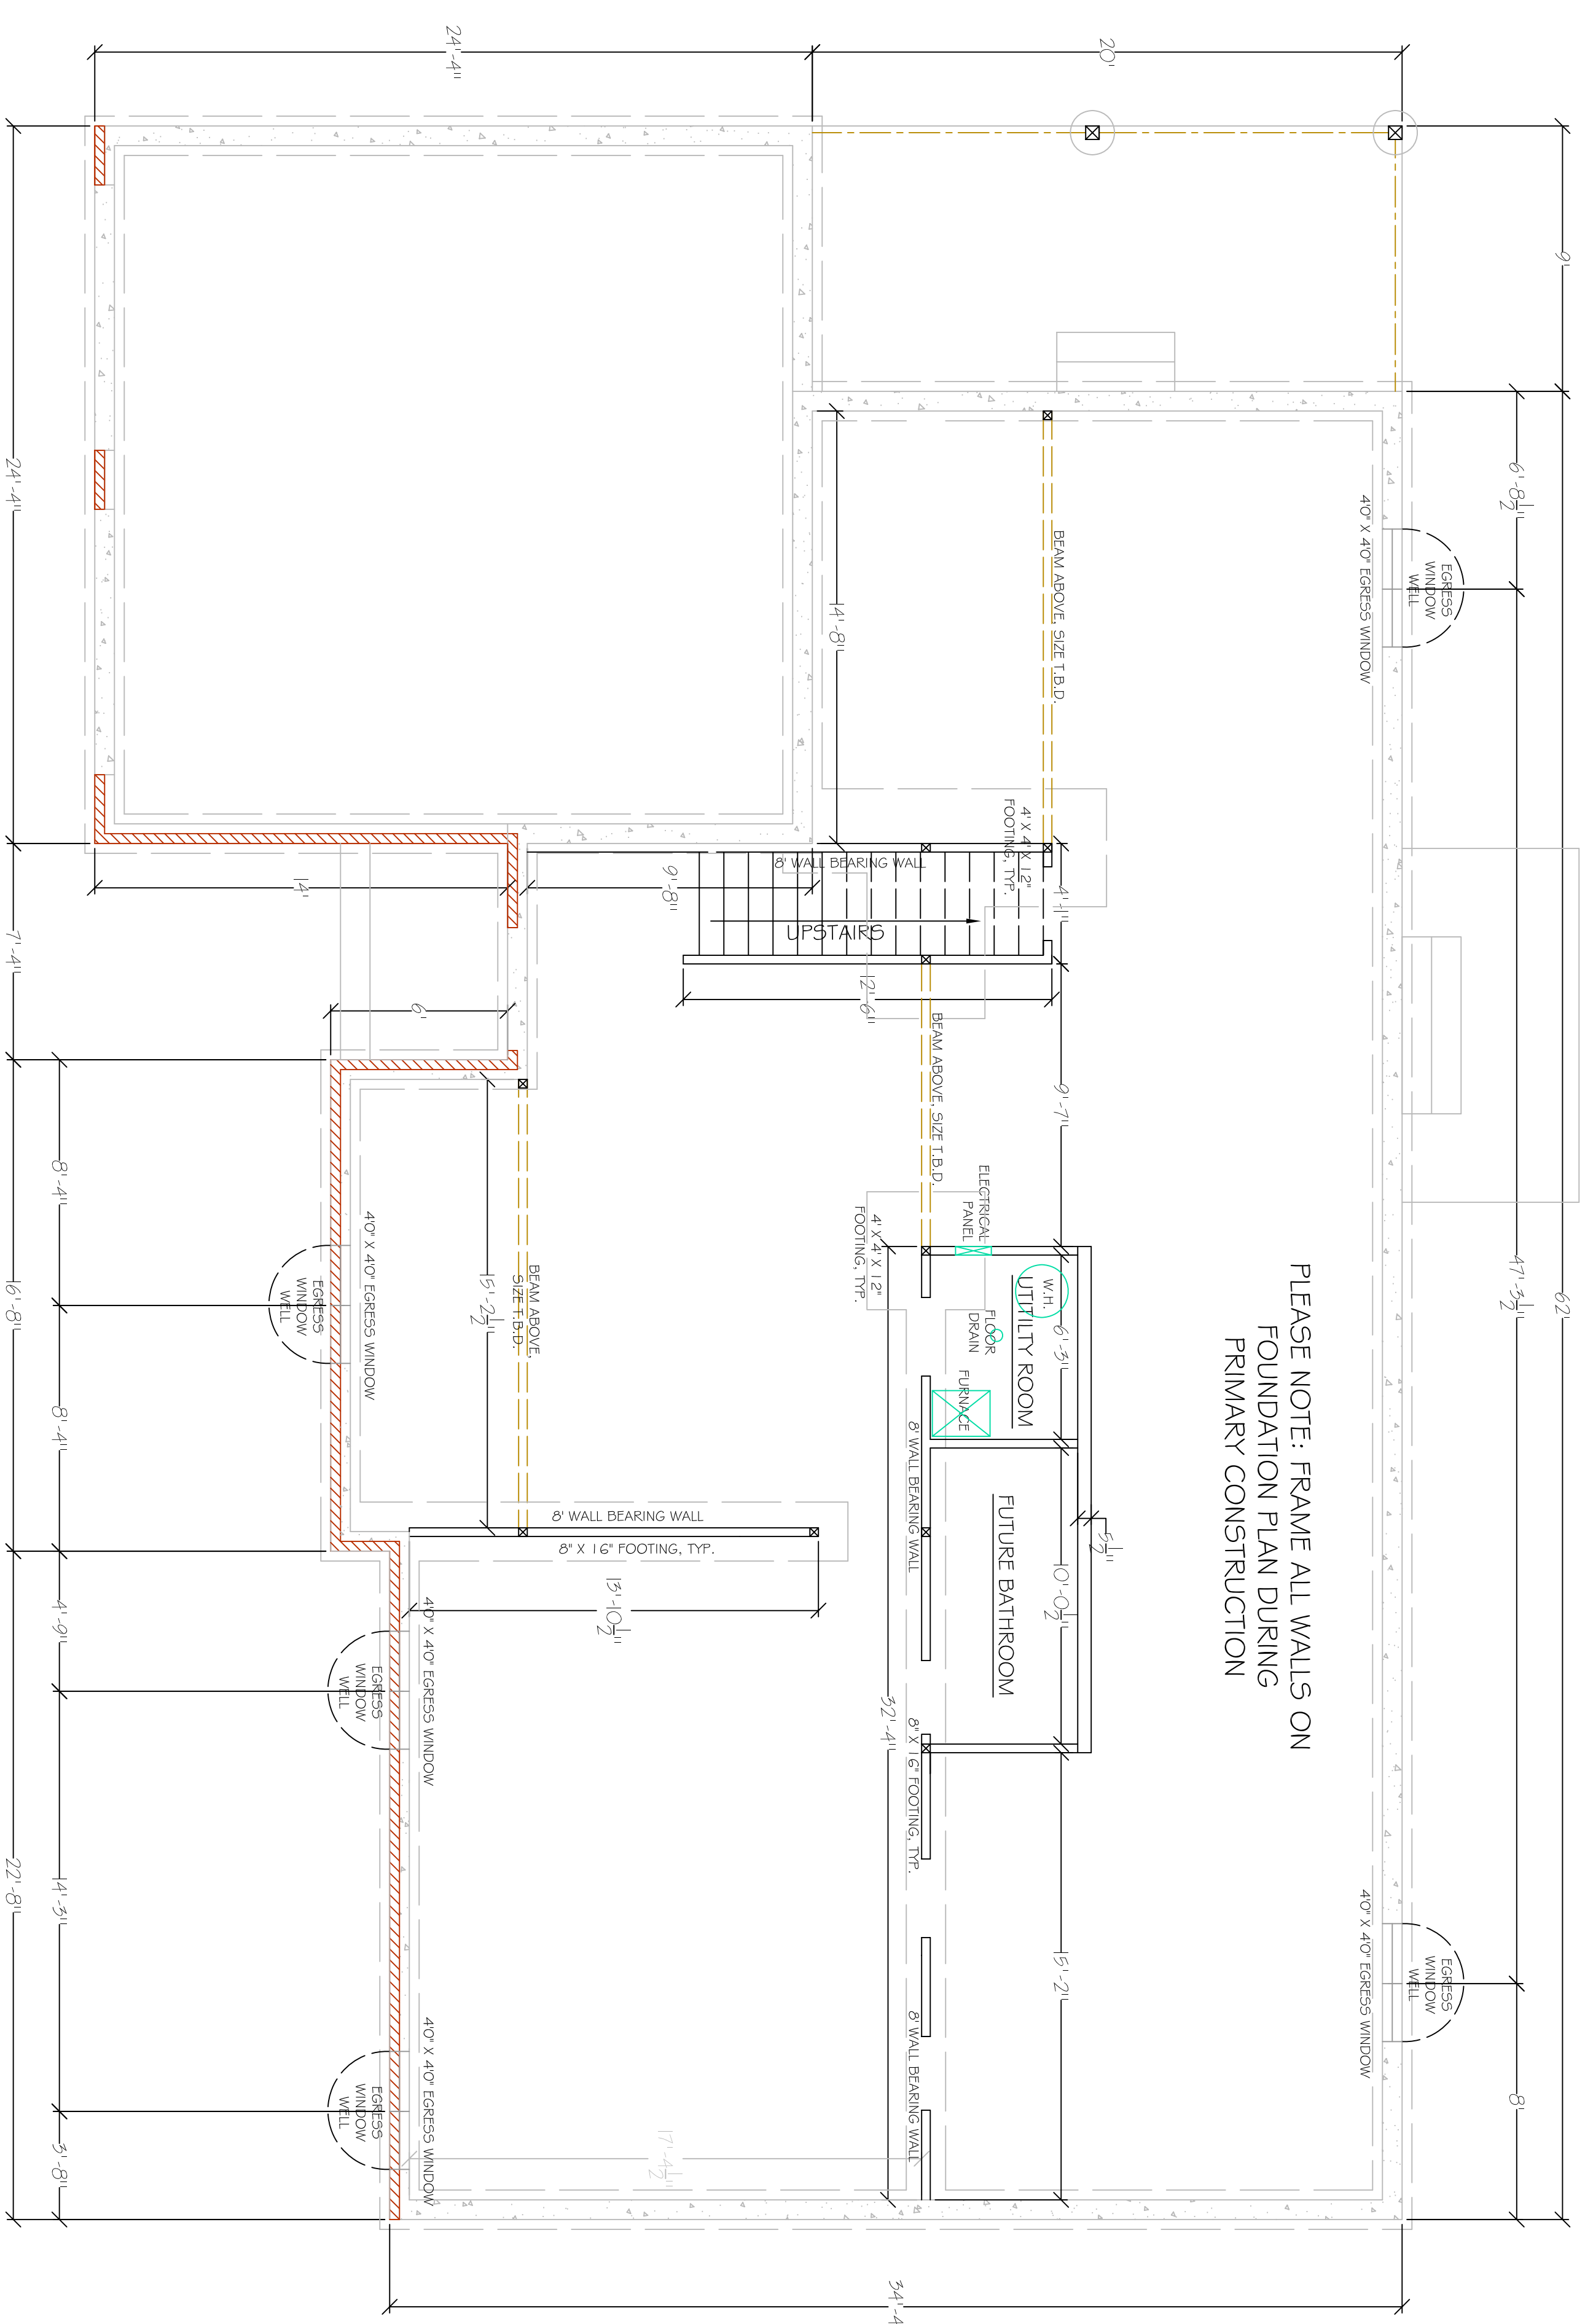 9'
62'
6'-8 1/2"
47'-3 1/2"
8'
EGRESS
WINDOW
WELL
EGRESS
WINDOW
WELL
4'0" X 4'0" EGRESS WINDOW
4'0" X 4'0" EGRESS WINDOW
PLEASE NOTE: FRAME ALL WALLS ON
FOUNDATION PLAN DURING
PRIMARY CONSTRUCTION
20'
5 1/2"
BEAM ABOVE, SIZE T.B.D.
4'-1"
9'-7"
6'-3"
10'-0 1/2"
15'-2"
4' X 4' X 12"
FOOTING, TYP.
W.H.
UTILITY ROOM
FUTURE BATHROOM
ELECTRICAL
PANEL
FLOOR
DRAIN
FURNACE
BEAM ABOVE, SIZE T.B.D.
8' WALL BEARING WALL
8" X 16" FOOTING, TYP.
8' WALL BEARING WALL
4' X 4' X 12"
FOOTING, TYP.
32'-4"
34'-4
8' WALL BEARING WALL
UPSTAIRS
12'-6"
14'-8"
9'-8"
17'-4 1/2"
8' WALL BEARING WALL
8" X 16" FOOTING, TYP.
13'-10 1/2"
BEAM ABOVE,
SIZE T.B.D.
15'-2 1/2"
24'-4"
14'
6'
4'0" X 4'0" EGRESS WINDOW
4'0" X 4'0" EGRESS WINDOW
4'0" X 4'0" EGRESS WINDOW
EGRESS
WINDOW
WELL
EGRESS
WINDOW
WELL
EGRESS
WINDOW
WELL
8'-4"
8'-4"
4'-9"
14'-3"
3'-8"
24'-4"
7'-4"
16'-8"
22'-8"